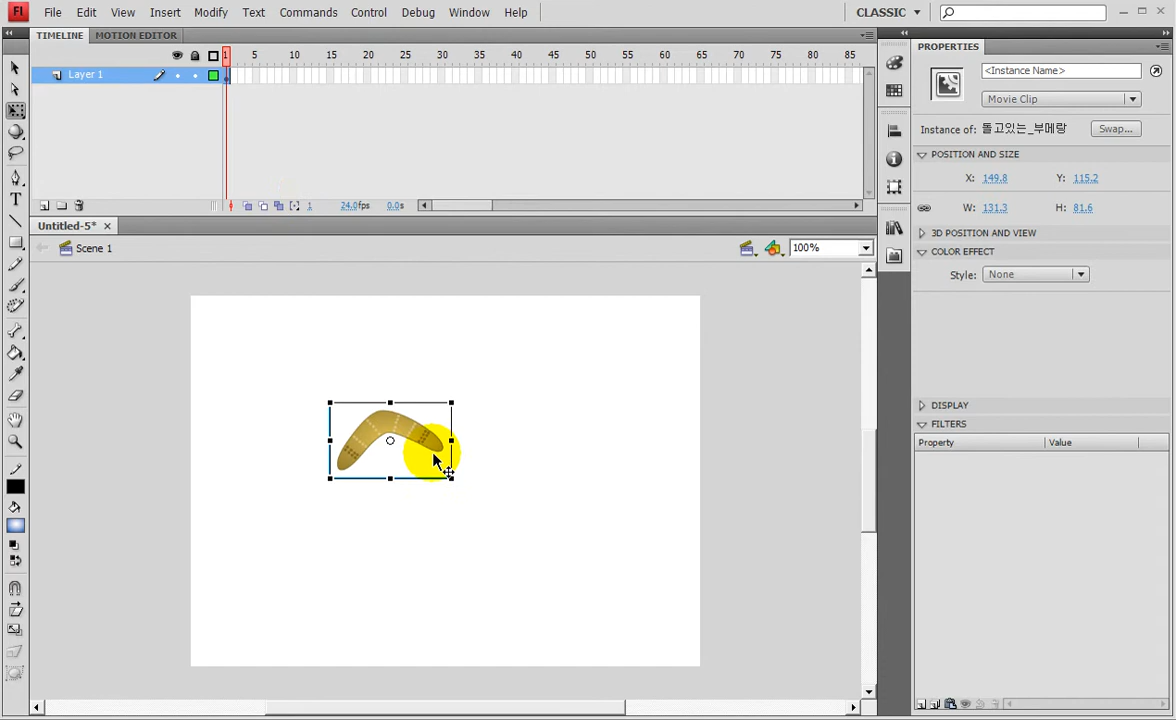 Fl File Edit View Insert Modify Text Commands Control Debug Window Help CLASSIC
TIMELINE MOTION EDITOR
1 5 10 15 20 25 30 35 40 45 50 55 60 65 70 75 80 85
Layer 1
1 24.0fps 0.0s
Untitled-5* ×
Scene 1 100%
PROPERTIES
<Instance Name>
Movie Clip
Instance of: 돌고있는_부메랑 Swap...
POSITION AND SIZE
X: 149.8 Y: 115.2
W: 131.3 H: 81.6
3D POSITION AND VIEW
COLOR EFFECT
Style: None
DISPLAY
FILTERS
Property Value